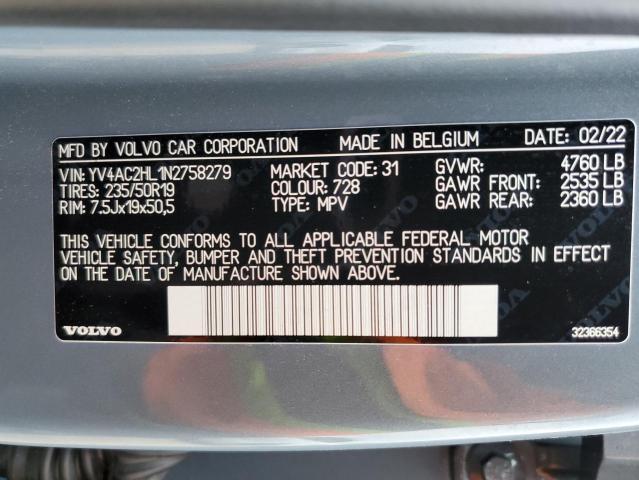 MFD BY VOLVO CAR CORPORATION MADE IN BELGIUM DATE: 02/22
VIN: YV4AC2HL1N2758279 MARKET CODE: 31 GVWR: 4760 LB
TIRES: 235/50R19 COLOUR: 728 GAWR FRONT: 2535 LB
RIM: 7.5Jx19x50,5 TYPE: MPV GAWR REAR: 2360 LB
THIS VEHICLE CONFORMS TO ALL APPLICABLE FEDERAL MOTOR
VEHICLE SAFETY, BUMPER AND THEFT PREVENTION STANDARDS IN EFFECT
ON THE DATE OF MANUFACTURE SHOWN ABOVE.
VOLVO 32366354